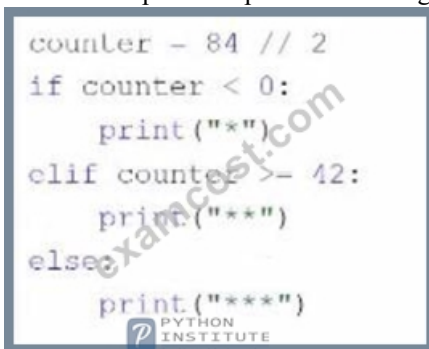 counter = 84 // 2
if counter < 0:
    print("*")
elif counter >= 42:
    print("**")
else:
    print("***")
examcost.com
PYTHON
INSTITUTE